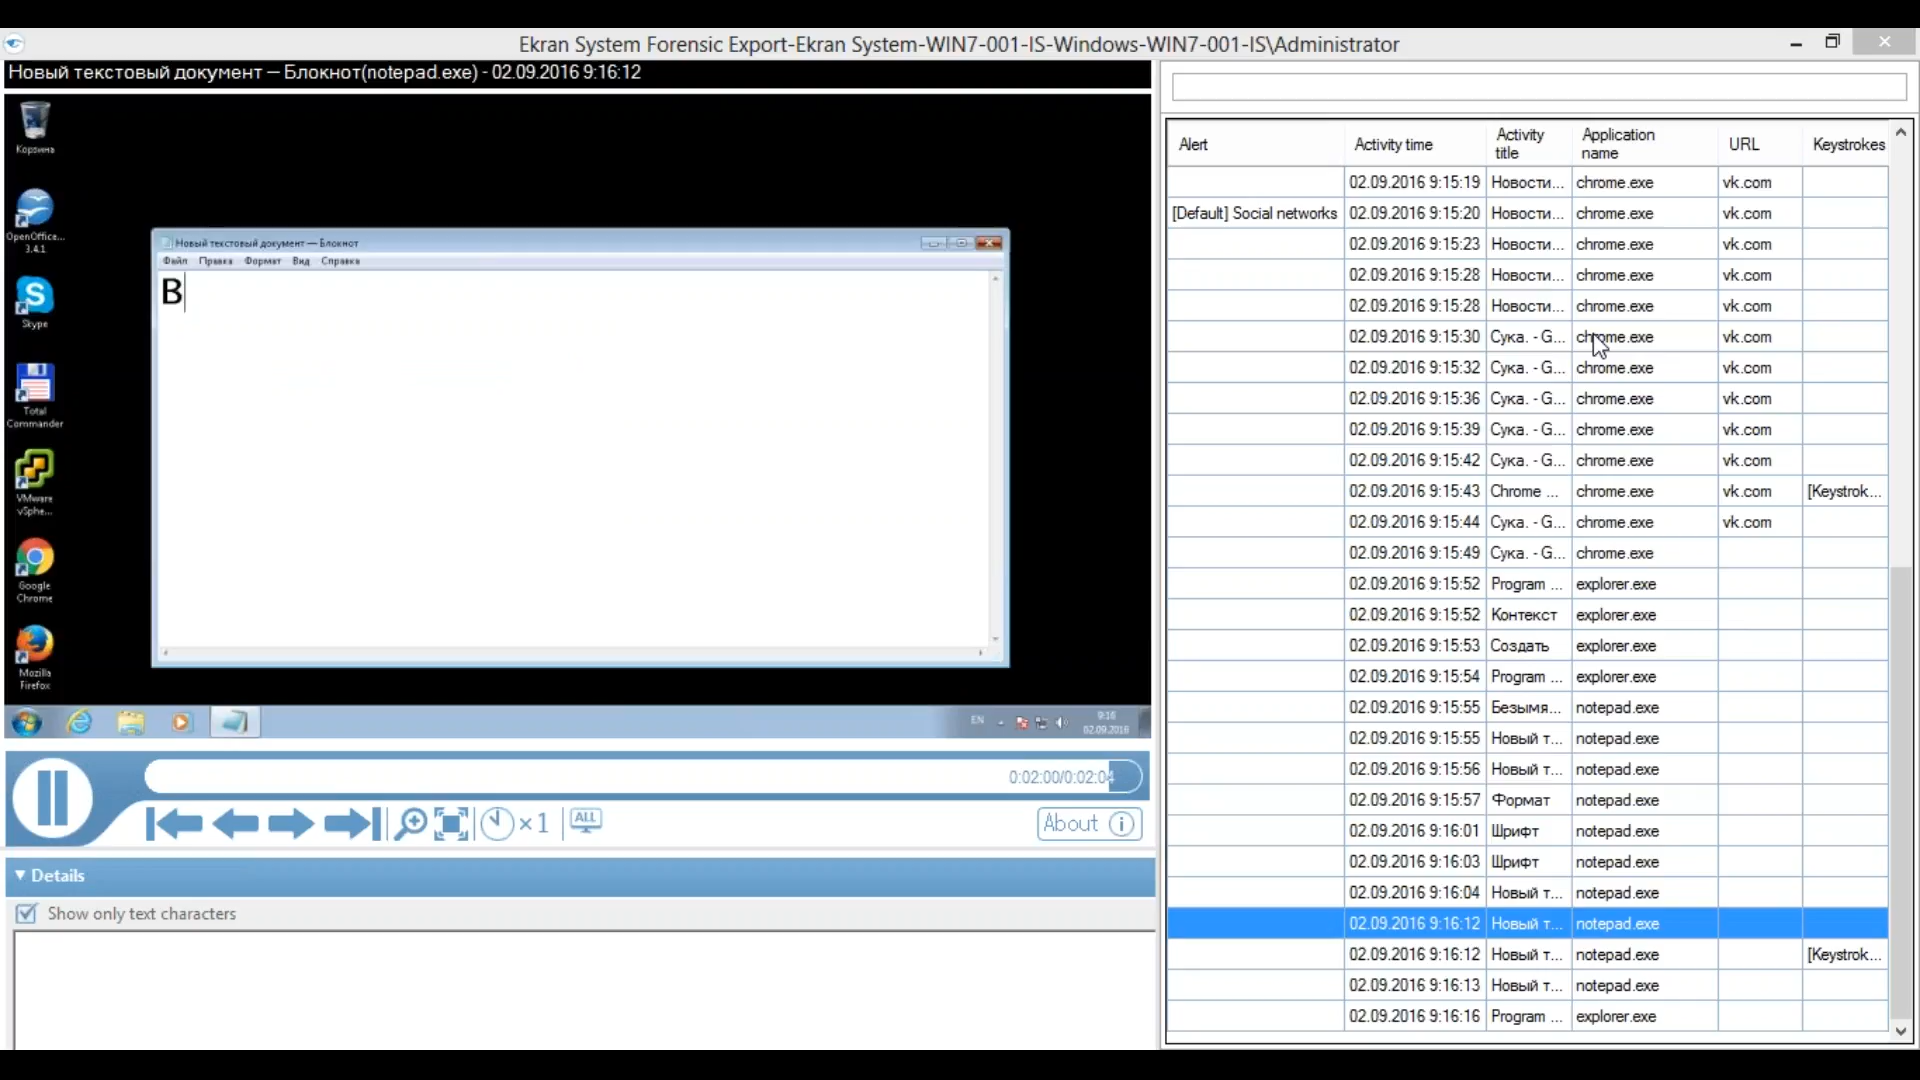 Ekran System Forensic Export-Ekran System-WIN7-001-IS-Windows-WIN7-001-IS\Administrator
Новый текстовый документ — Блокнот(notepad.exe) - 02.09.2016 9:16:12
Корзина
OpenOffice... 3.4.1
Skype
Total Commander
VMware vSphe...
Google Chrome
Mozilla Firefox
Новый текстовый документ — Блокнот
Файл Правка Формат Вид Справка
В
EN
9:16
02.09.2016
0:02:00/0:02:04
×1
ALL
About
Details
Show only text characters
Alert Activity time Activity title Application name URL Keystrokes
02.09.2016 9:15:19 Новости... chrome.exe vk.com
[Default] Social networks 02.09.2016 9:15:20 Новости... chrome.exe vk.com
02.09.2016 9:15:23 Новости... chrome.exe vk.com
02.09.2016 9:15:28 Новости... chrome.exe vk.com
02.09.2016 9:15:28 Новости... chrome.exe vk.com
02.09.2016 9:15:30 Сука. - G... chrome.exe vk.com
02.09.2016 9:15:32 Сука. - G... chrome.exe vk.com
02.09.2016 9:15:36 Сука. - G... chrome.exe vk.com
02.09.2016 9:15:39 Сука. - G... chrome.exe vk.com
02.09.2016 9:15:42 Сука. - G... chrome.exe vk.com
02.09.2016 9:15:43 Chrome ... chrome.exe vk.com [Keystrok...
02.09.2016 9:15:44 Сука. - G... chrome.exe vk.com
02.09.2016 9:15:49 Сука. - G... chrome.exe
02.09.2016 9:15:52 Program ... explorer.exe
02.09.2016 9:15:52 Контекст explorer.exe
02.09.2016 9:15:53 Создать explorer.exe
02.09.2016 9:15:54 Program ... explorer.exe
02.09.2016 9:15:55 Безымя... notepad.exe
02.09.2016 9:15:55 Новый т... notepad.exe
02.09.2016 9:15:56 Новый т... notepad.exe
02.09.2016 9:15:57 Формат notepad.exe
02.09.2016 9:16:01 Шрифт notepad.exe
02.09.2016 9:16:03 Шрифт notepad.exe
02.09.2016 9:16:04 Новый т... notepad.exe
02.09.2016 9:16:12 Новый т... notepad.exe
02.09.2016 9:16:12 Новый т... notepad.exe [Keystrok...
02.09.2016 9:16:13 Новый т... notepad.exe
02.09.2016 9:16:16 Program ... explorer.exe